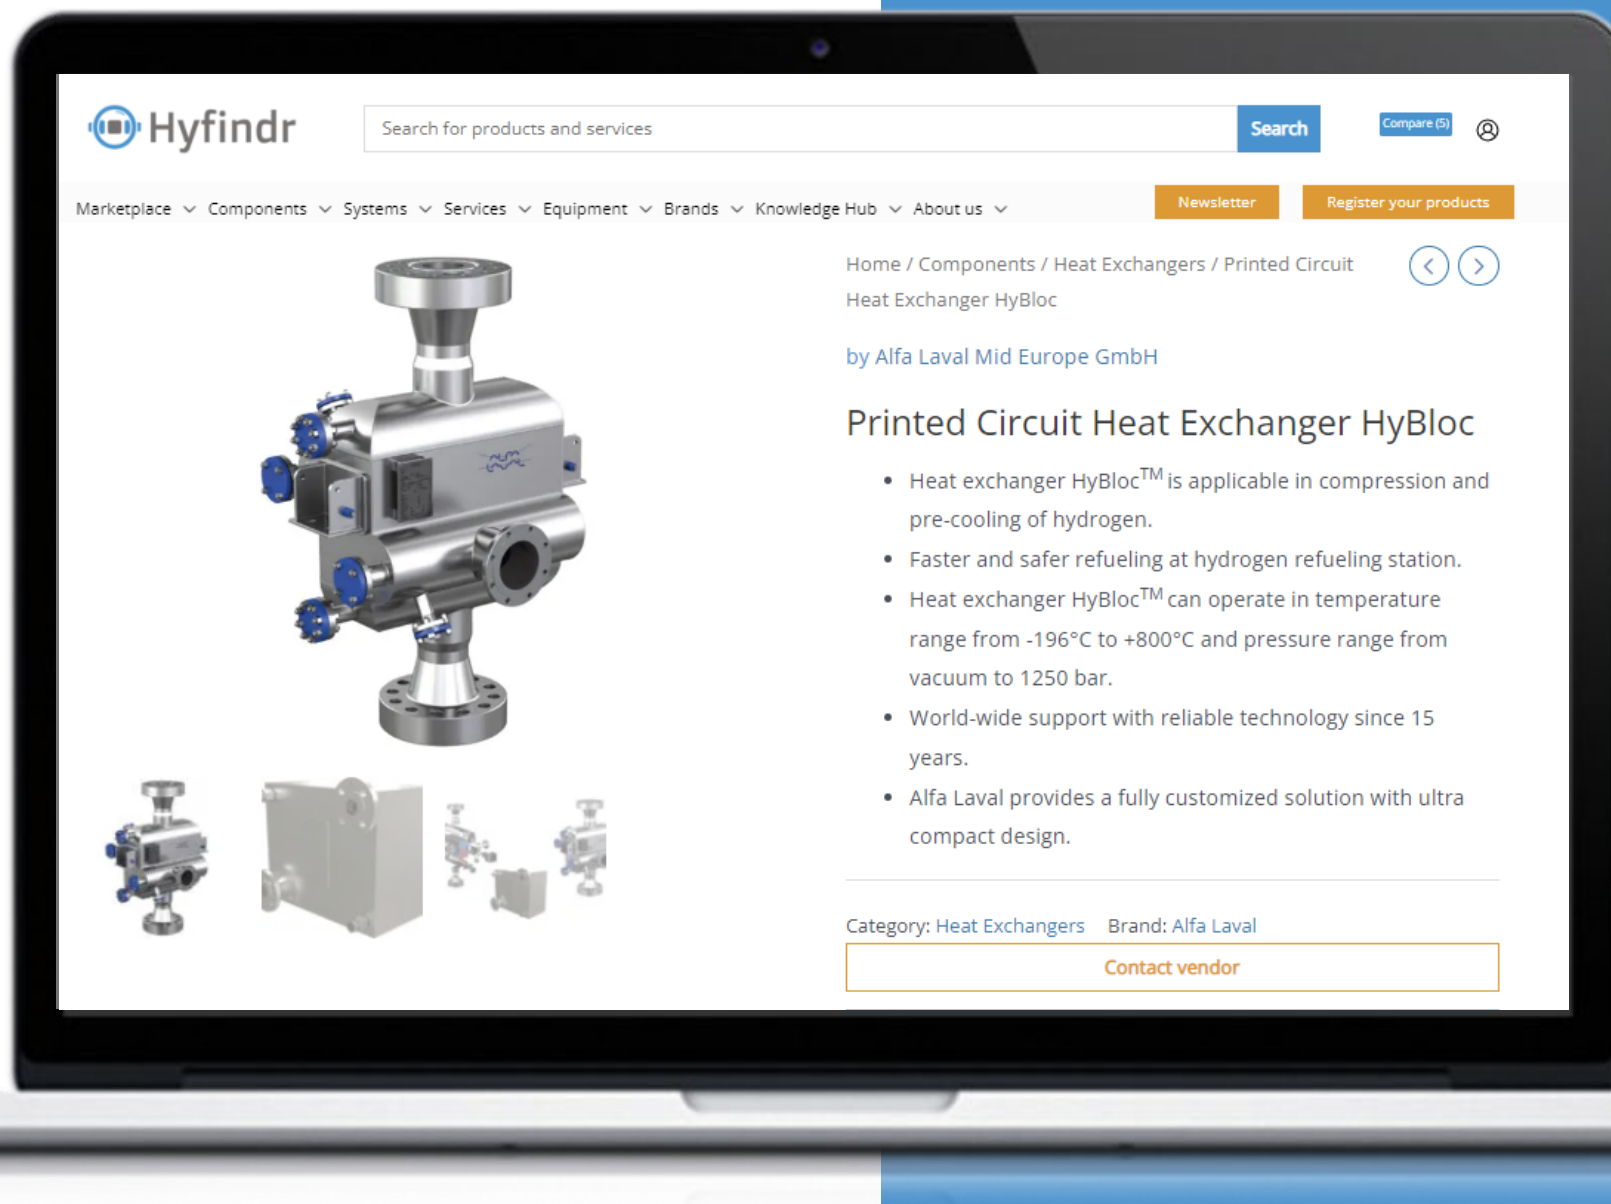 Hyfindr
Search for products and services
Search
Compare (5)
Marketplace Components Systems Services Equipment Brands Knowledge Hub About us
Newsletter
Register your products
Home / Components / Heat Exchangers / Printed Circuit
Heat Exchanger HyBloc
by Alfa Laval Mid Europe GmbH
Printed Circuit Heat Exchanger HyBloc
• Heat exchanger HyBloc™ is applicable in compression and
pre-cooling of hydrogen.
• Faster and safer refueling at hydrogen refueling station.
• Heat exchanger HyBloc™ can operate in temperature
range from -196°C to +800°C and pressure range from
vacuum to 1250 bar.
• World-wide support with reliable technology since 15
years.
• Alfa Laval provides a fully customized solution with ultra
compact design.
Category: Heat Exchangers Brand: Alfa Laval
Contact vendor